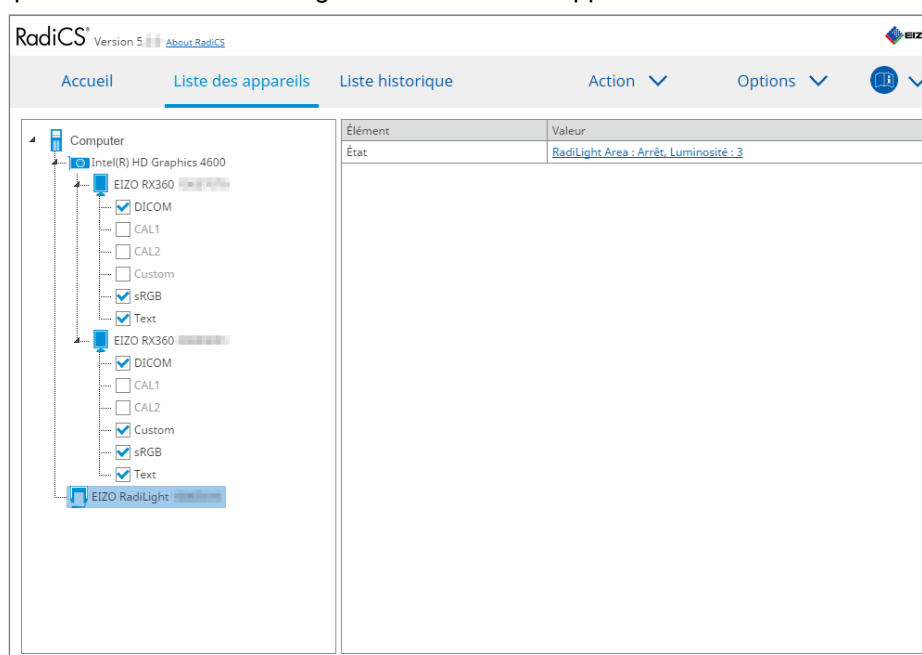 RadiCS® Version 5. About RadiCS
EIZ
Accueil Liste des appareils Liste historique Action Options
Computer
Intel(R) HD Graphics 4600
EIZO RX360
DICOM
CAL1
CAL2
Custom
sRGB
Text
EIZO RX360
DICOM
CAL1
CAL2
Custom
sRGB
Text
EIZO RadiLight
Élément Valeur
État RadiLight Area : Arrêt, Luminosité : 3